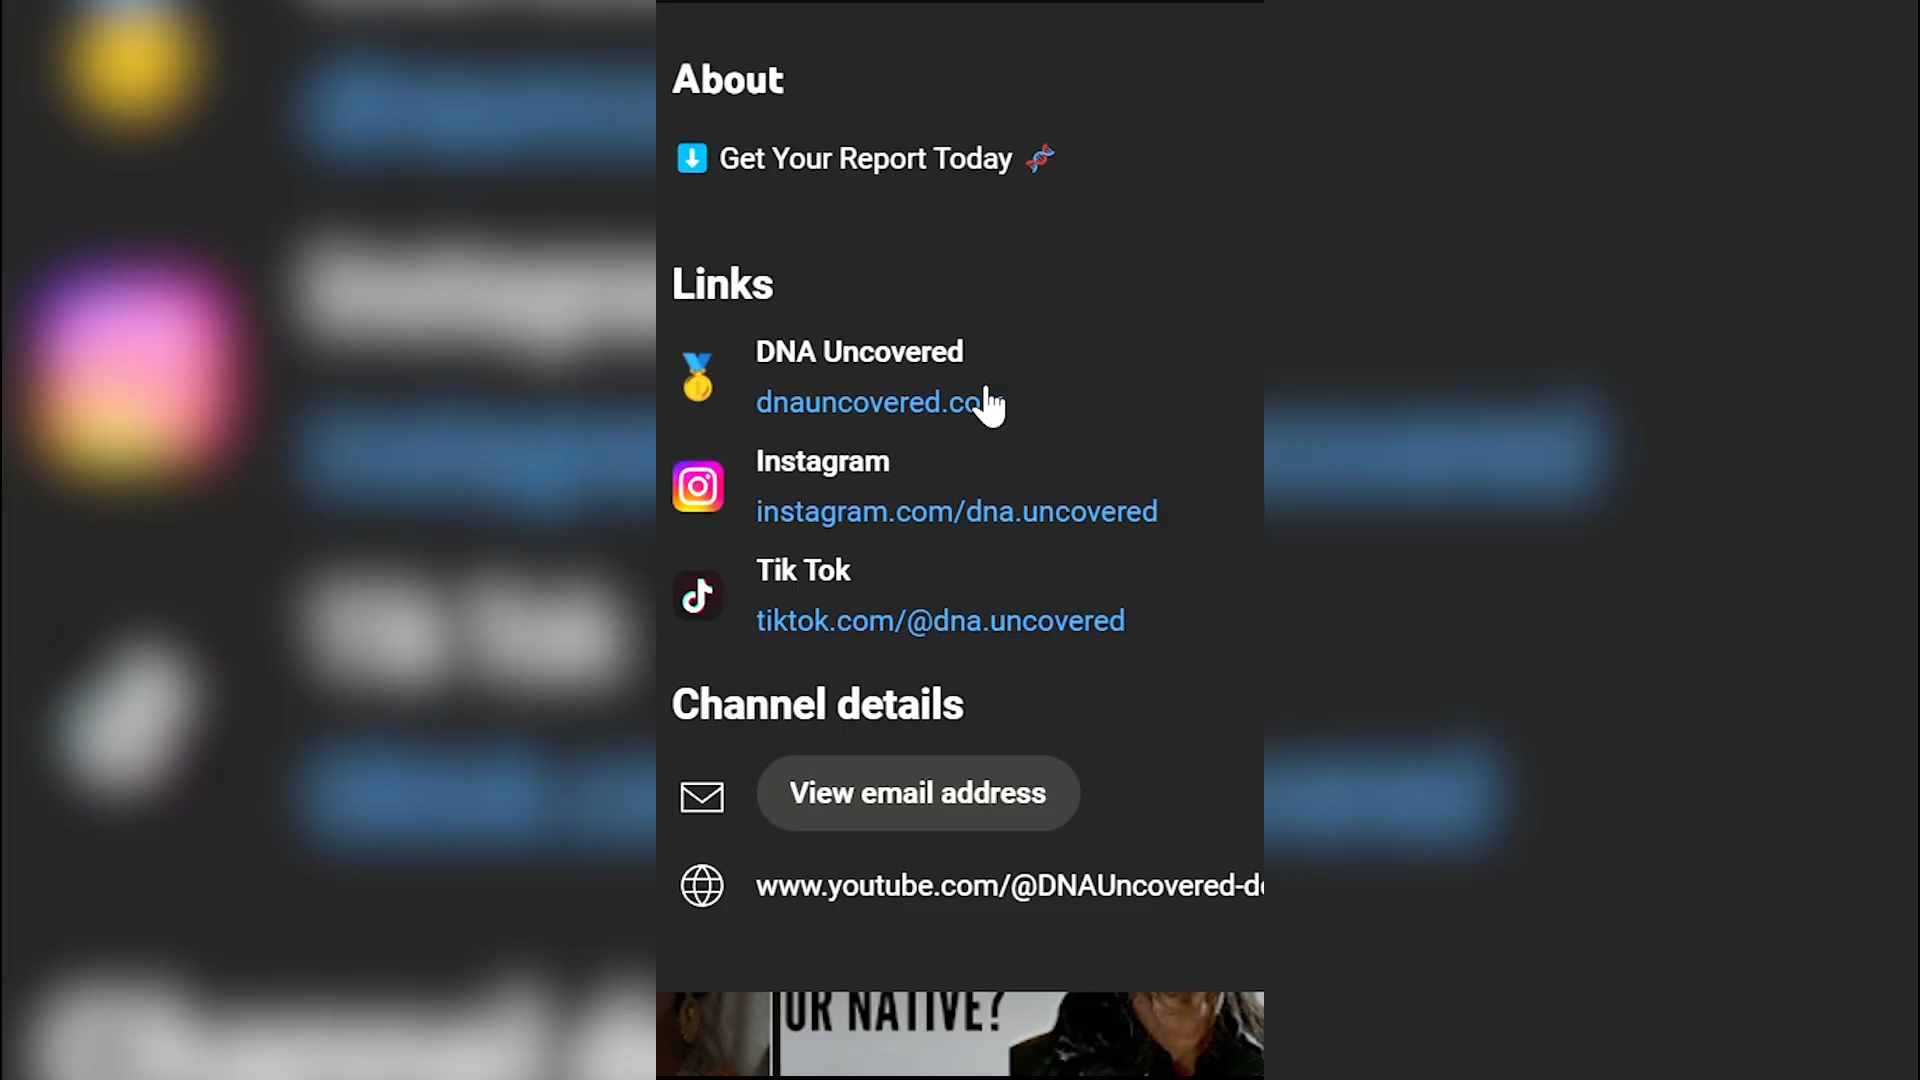 About
Get Your Report Today
Links
DNA Uncovered
dnauncovered.co
Instagram
instagram.com/dna.uncovered
Tik Tok
tiktok.com/@dna.uncovered
Channel details
View email address
www.youtube.com/@DNAUncovered-d
OR NATIVE?